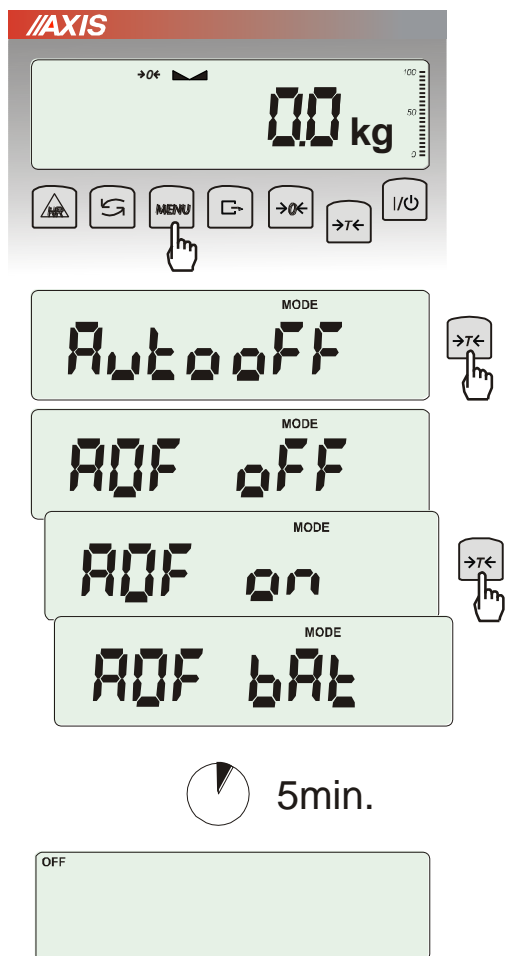 //AXIS
→0←
100
50
0
0.0 kg
HR
MENU
→0←
→T←
I/⏻
MODE
AutooFF
→T←
MODE
AOF oFF
MODE
AOF on
→T←
MODE
AOF bAt
5min.
OFF